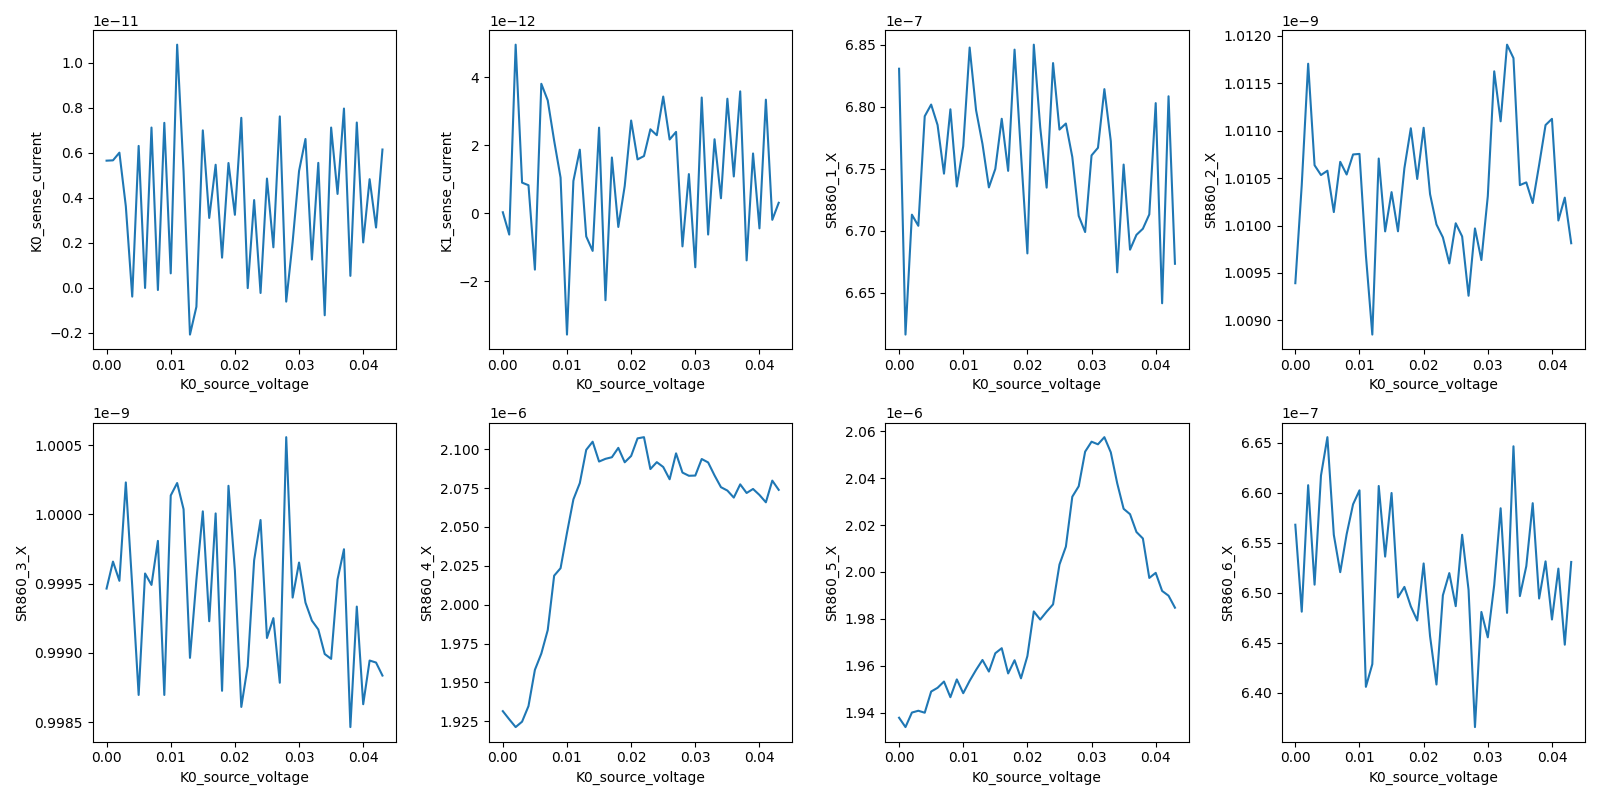 1e−11
K0_sense_current
1.0
0.8
0.6
0.4
0.2
0.0
−0.2
0.00 0.01 0.02 0.03 0.04
K0_source_voltage
1e−12
K1_sense_current
4
2
0
−2
0.00 0.01 0.02 0.03 0.04
K0_source_voltage
1e−7
SR860_1_X
6.85
6.80
6.75
6.70
6.65
0.00 0.01 0.02 0.03 0.04
K0_source_voltage
1e−9
SR860_2_X
1.0120
1.0115
1.0110
1.0105
1.0100
1.0095
1.0090
0.00 0.01 0.02 0.03 0.04
K0_source_voltage
1e−9
SR860_3_X
1.0005
1.0000
0.9995
0.9990
0.9985
0.00 0.01 0.02 0.03 0.04
K0_source_voltage
1e−6
SR860_4_X
2.100
2.075
2.050
2.025
2.000
1.975
1.950
1.925
0.00 0.01 0.02 0.03 0.04
K0_source_voltage
1e−6
SR860_5_X
2.06
2.04
2.02
2.00
1.98
1.96
1.94
0.00 0.01 0.02 0.03 0.04
K0_source_voltage
1e−7
SR860_6_X
6.65
6.60
6.55
6.50
6.45
6.40
0.00 0.01 0.02 0.03 0.04
K0_source_voltage